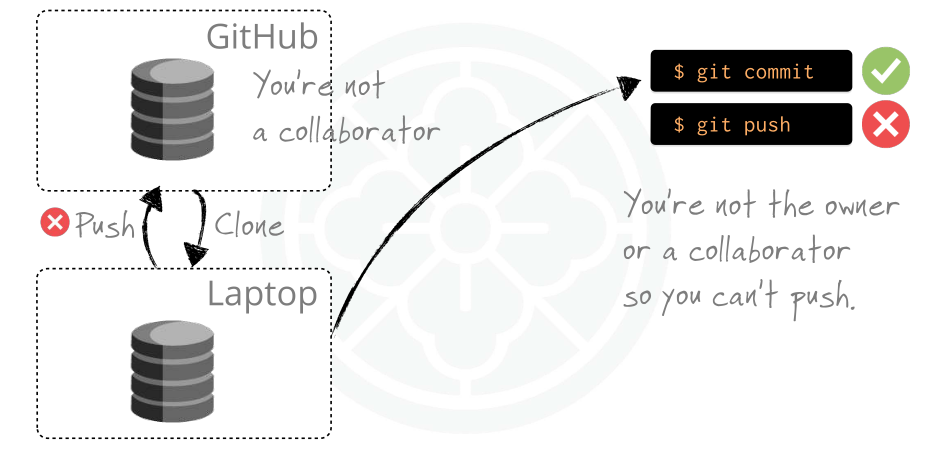 GitHub
You're not
a collaborator
Push
Clone
Laptop
$ git commit
$ git push
You're not the owner
or a collaborator
so you can't push.